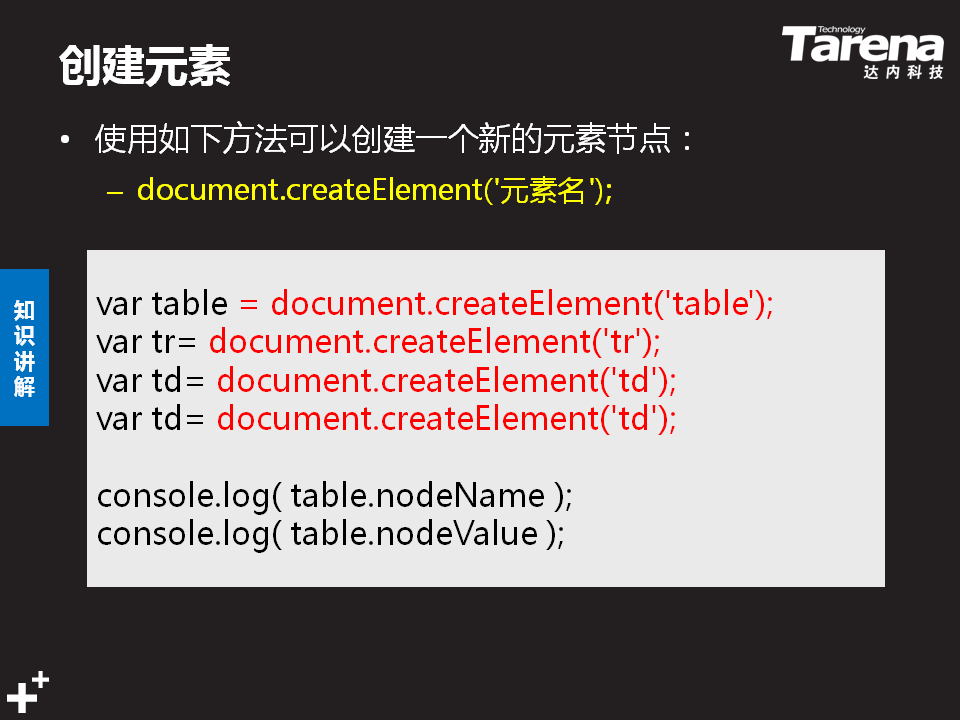 创建元素
Technology
Tarena
达内科技
• 使用如下方法可以创建一个新的元素节点：
– document.createElement('元素名');
知识讲解
var table = document.createElement('table');
var tr= document.createElement('tr');
var td= document.createElement('td');
var td= document.createElement('td');
console.log( table.nodeName );
console.log( table.nodeValue );